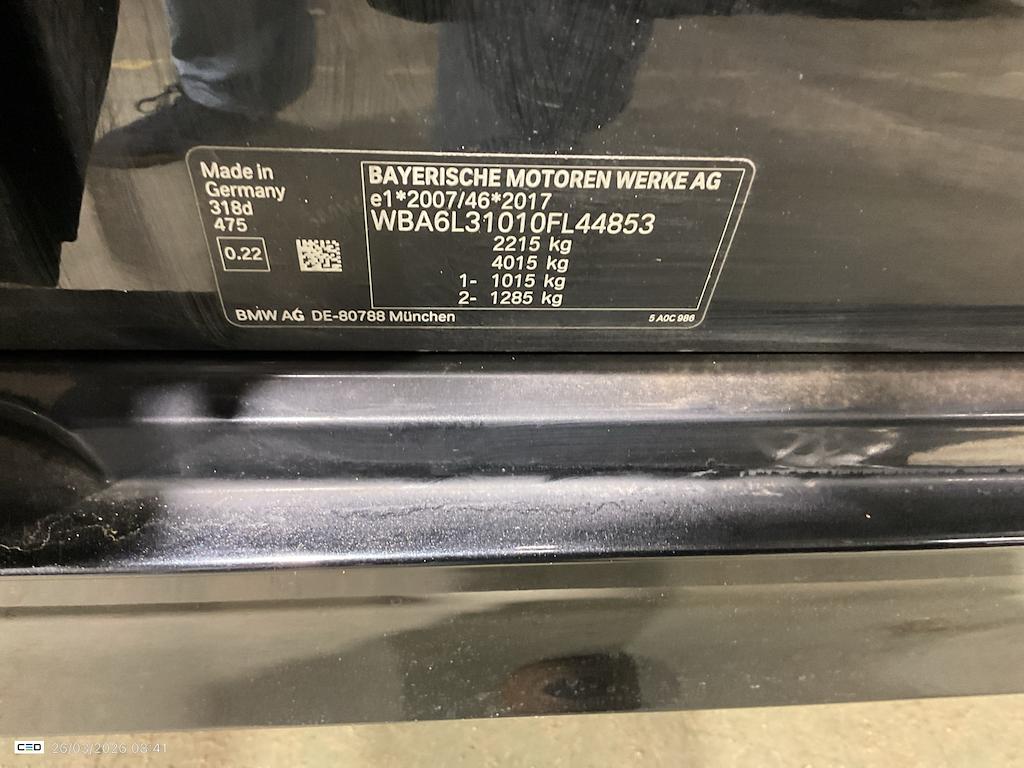 Made in
Germany
318d
475
0.22
BAYERISCHE MOTOREN WERKE AG
e1*2007/46*2017
WBA6L31010FL44853
2215 kg
4015 kg
1- 1015 kg
2- 1285 kg
BMW AG DE-80788 München
5 A0C 986
CEO 26/03/2026 08:41